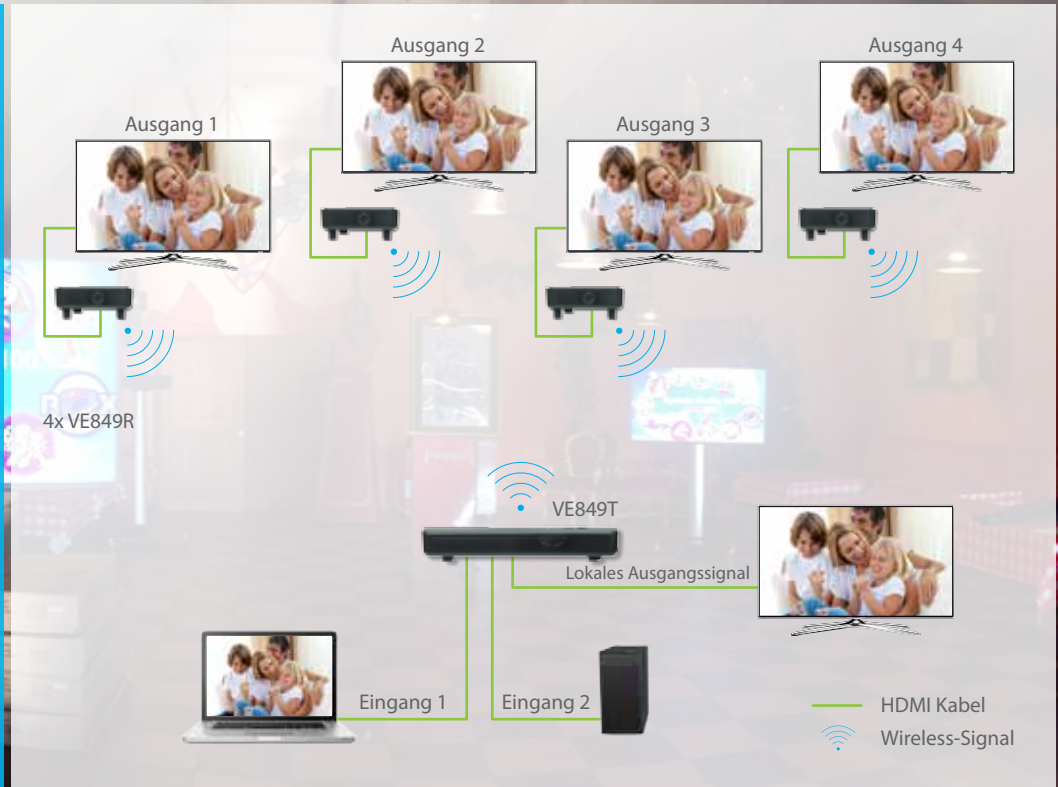 Ausgang 2
Ausgang 4
Ausgang 1
Ausgang 3
4x VE849R
VE849T
Lokales Ausgangssignal
Eingang 1
Eingang 2
HDMI Kabel
Wireless-Signal